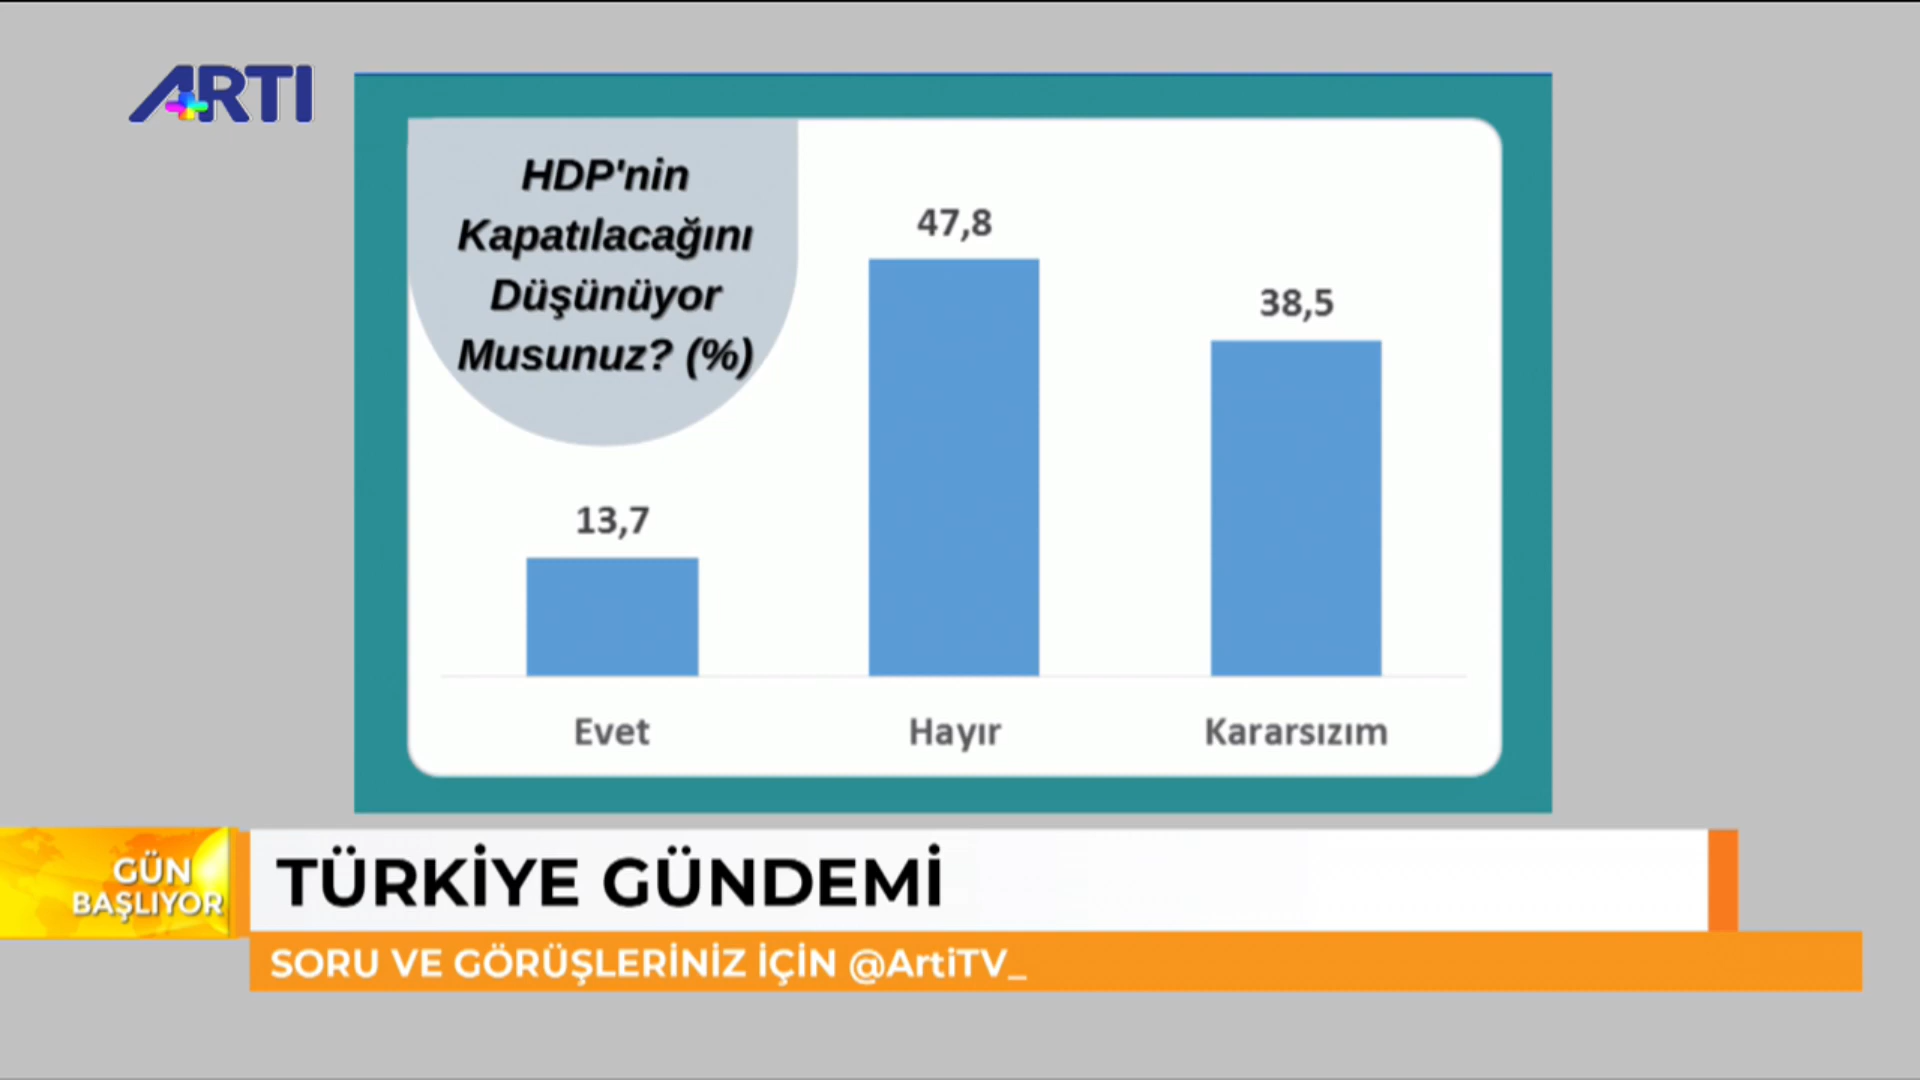 ARTI
HDP'nin
Kapatılacağını
Düşünüyor
Musunuz? (%)
47,8
38,5
13,7
Evet
Hayır
Kararsızım
GÜN
BAŞLIYOR
TÜRKİYE GÜNDEMİ
SORU VE GÖRÜŞLERİNİZ İÇİN @ArtiTV_